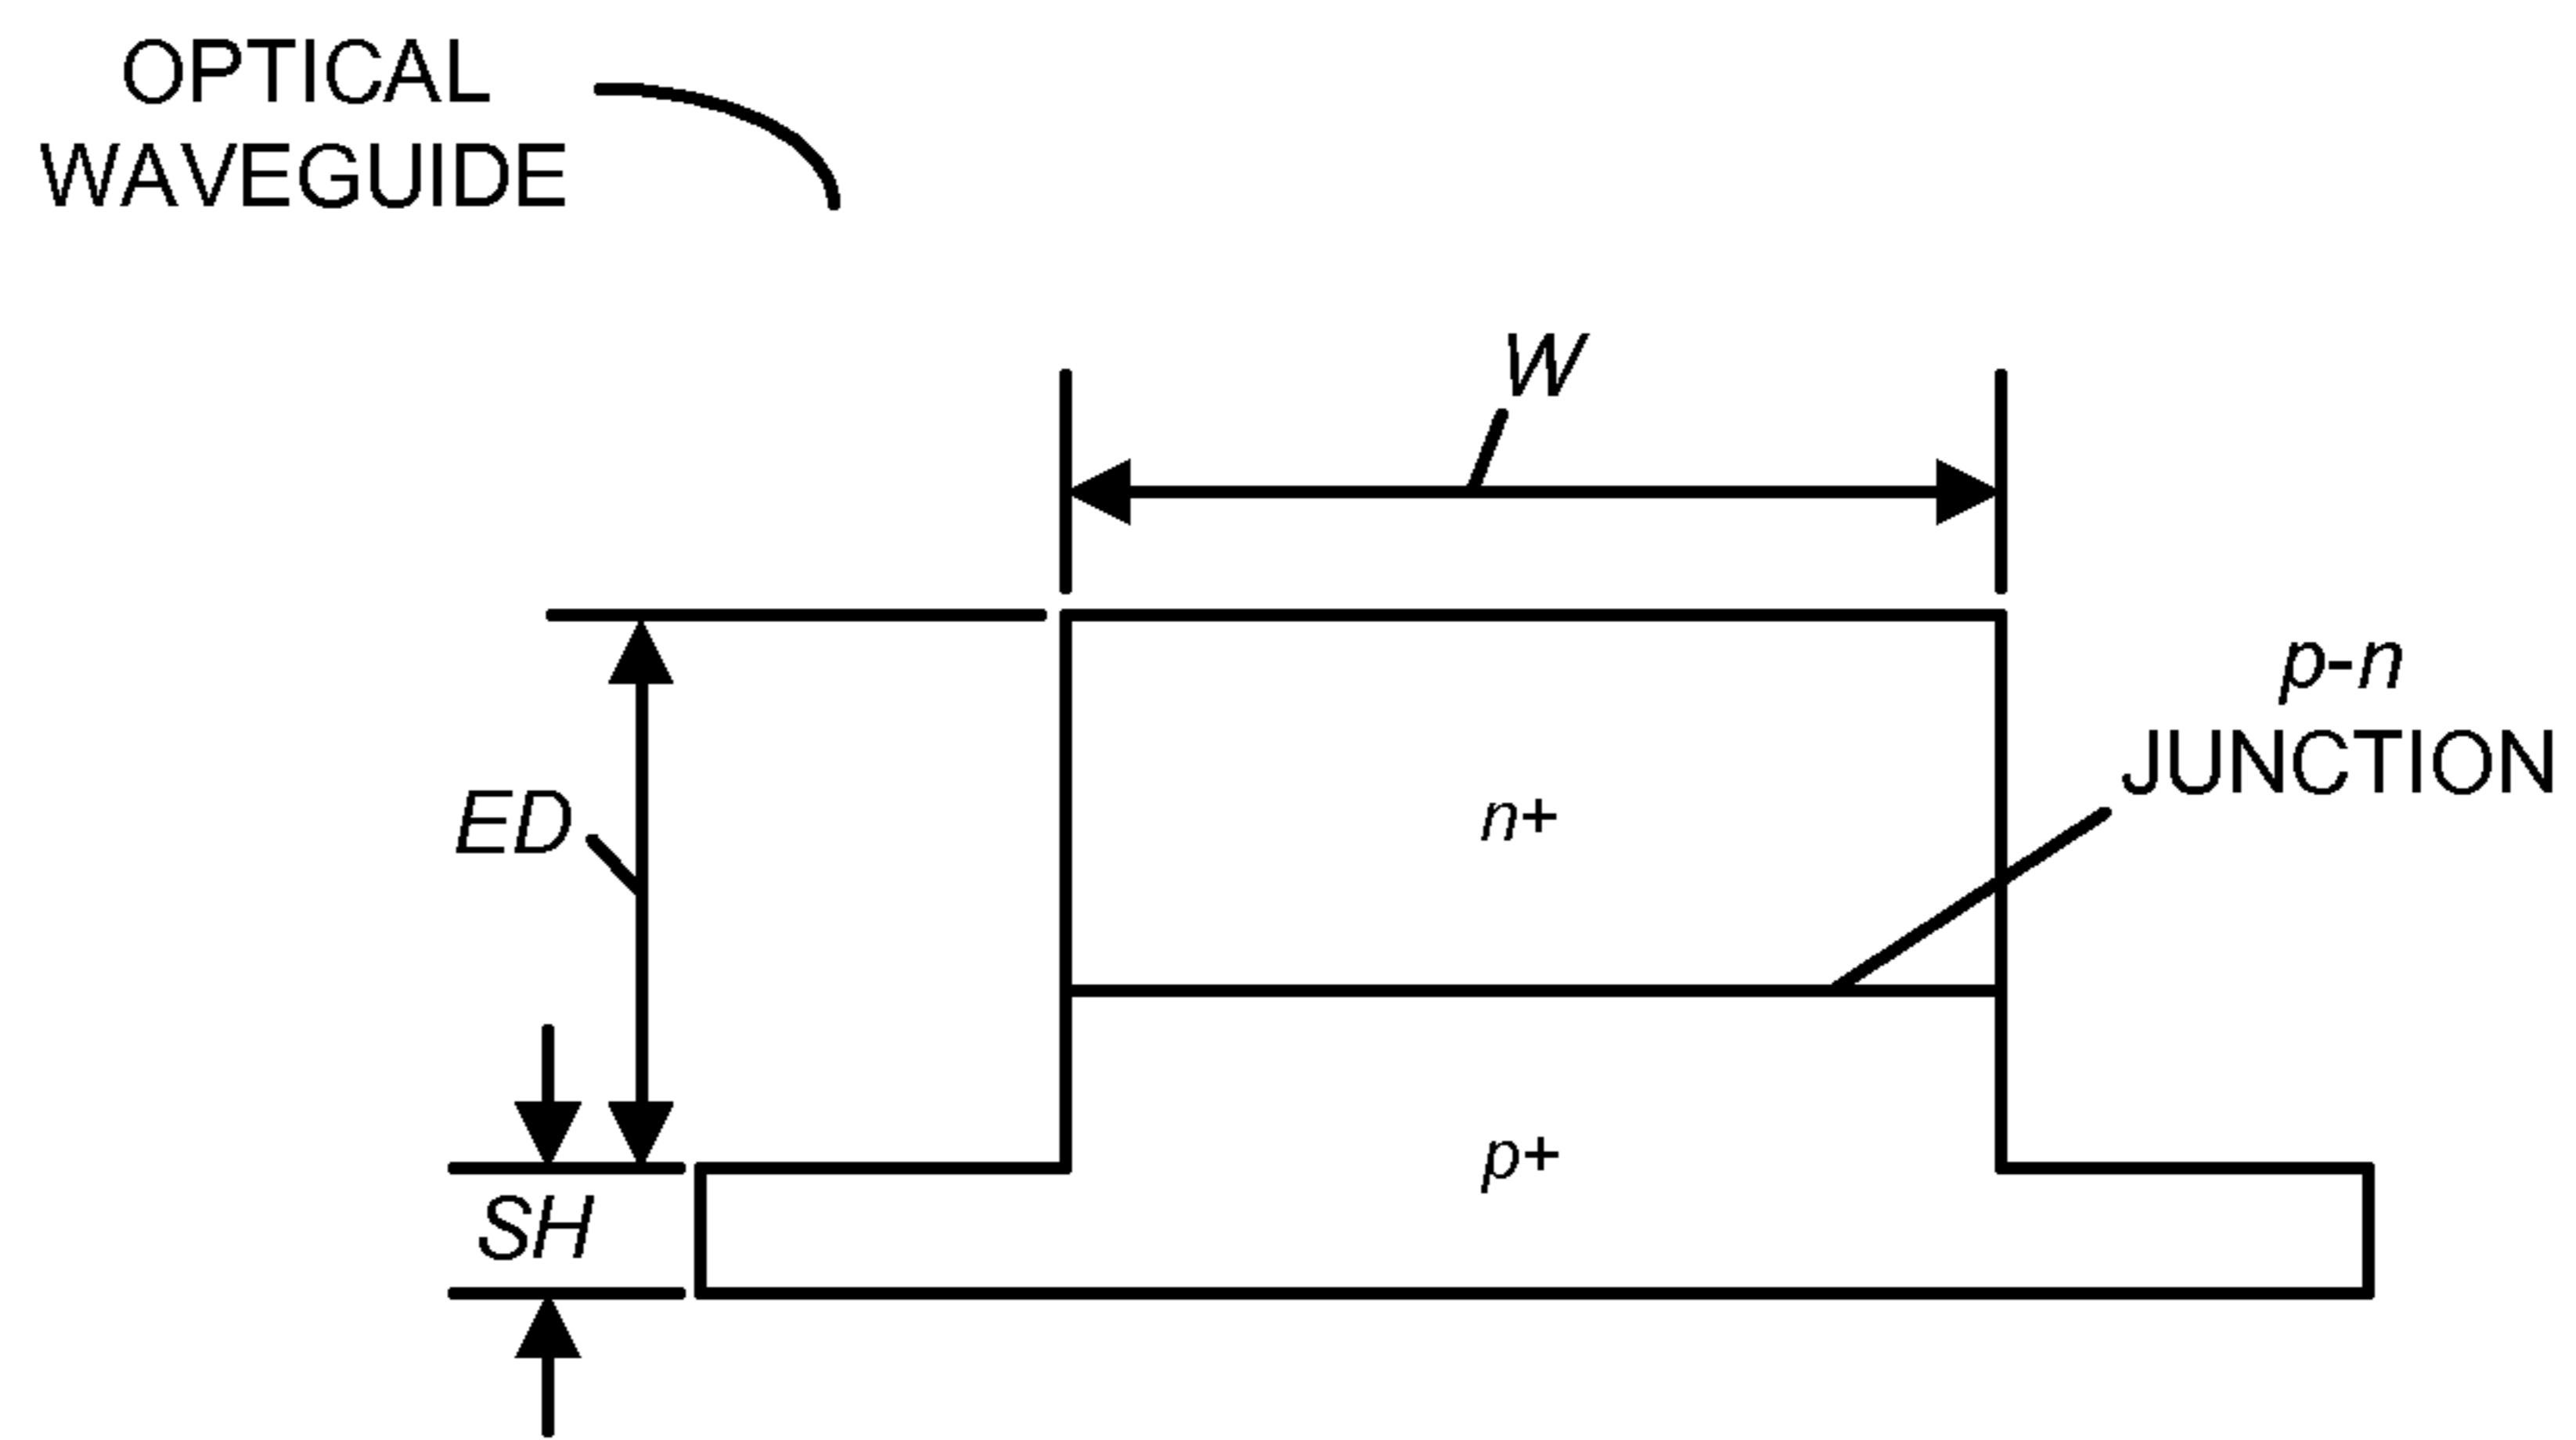 OPTICAL
WAVEGUIDE
W
p-n
JUNCTION
n+
ED
p+
SH